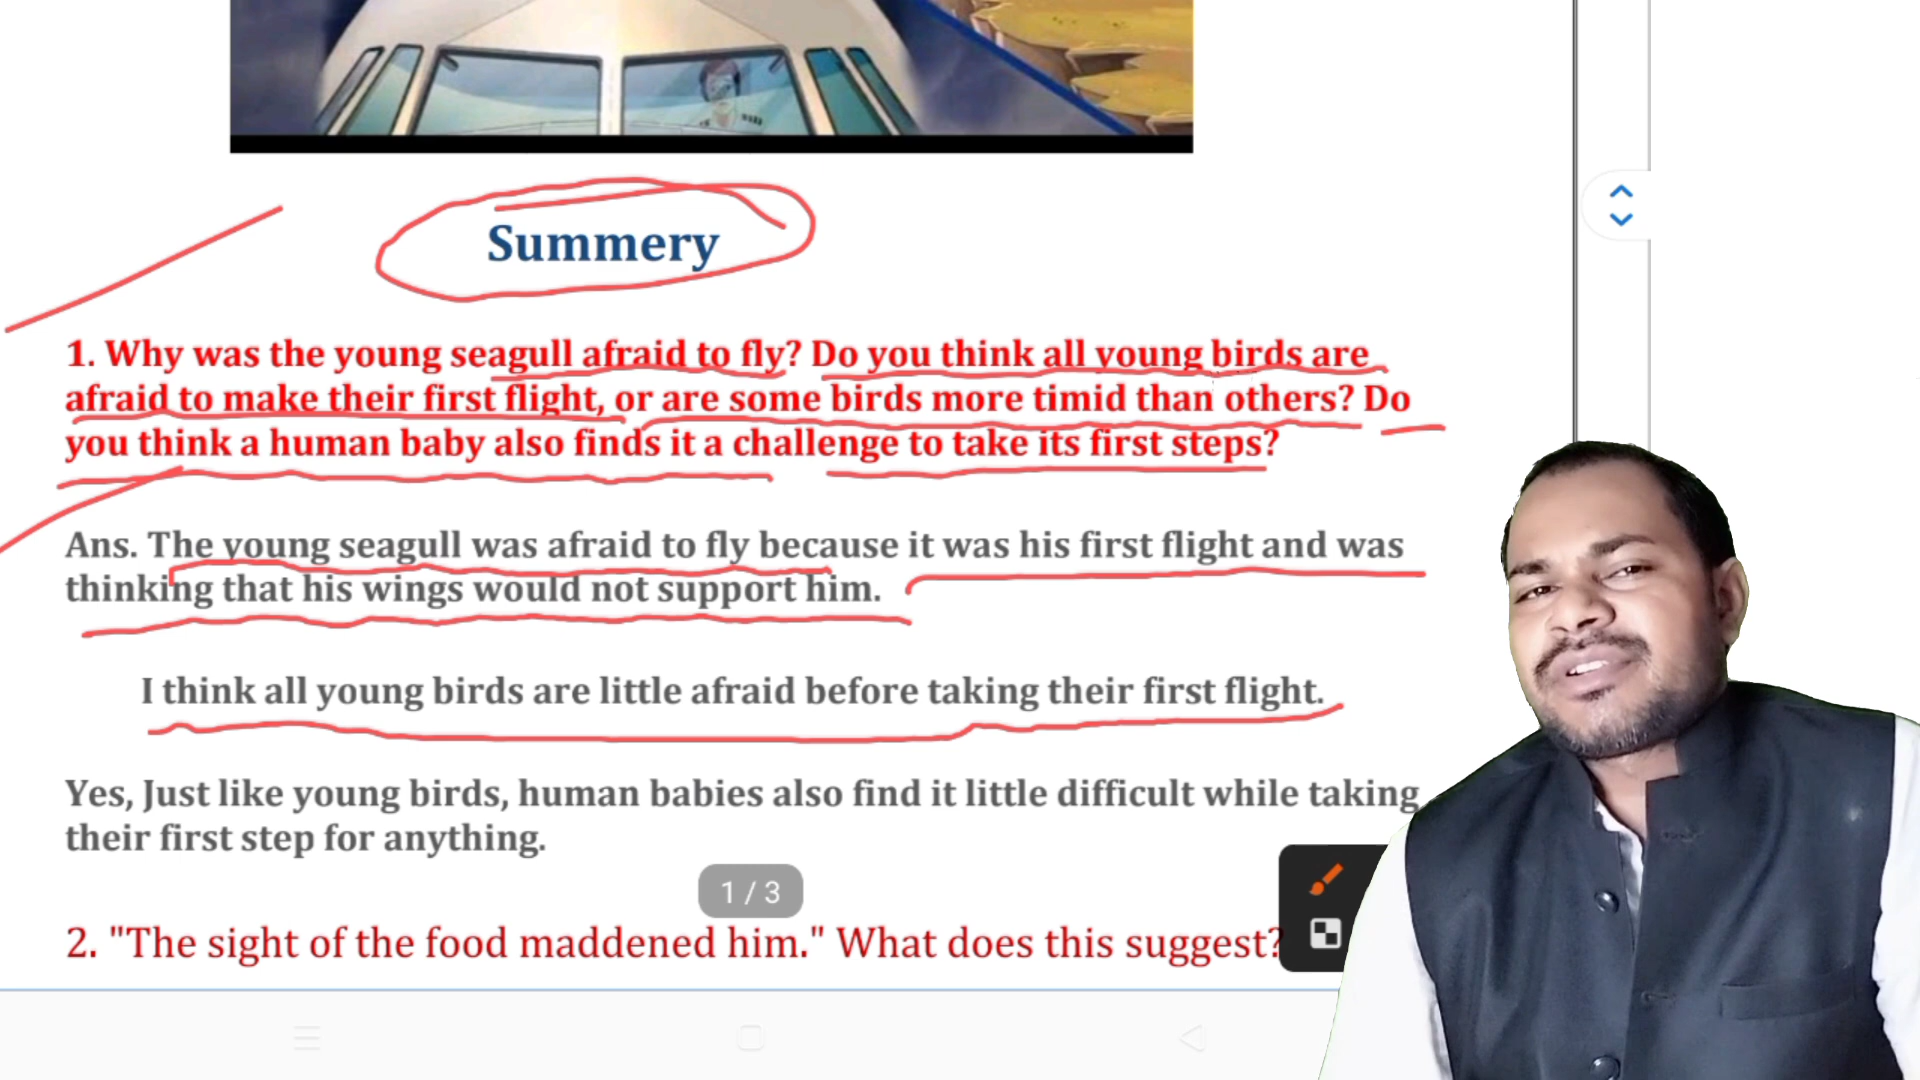 Summery
1. Why was the young seagull afraid to fly? Do you think all young birds are
afraid to make their first flight, or are some birds more timid than others? Do
you think a human baby also finds it a challenge to take its first steps?
Ans. The young seagull was afraid to fly because it was his first flight and was
thinking that his wings would not support him.
I think all young birds are little afraid before taking their first flight.
Yes, Just like young birds, human babies also find it little difficult while taking
their first step for anything.
1 / 3
2. "The sight of the food maddened him." What does this suggest?